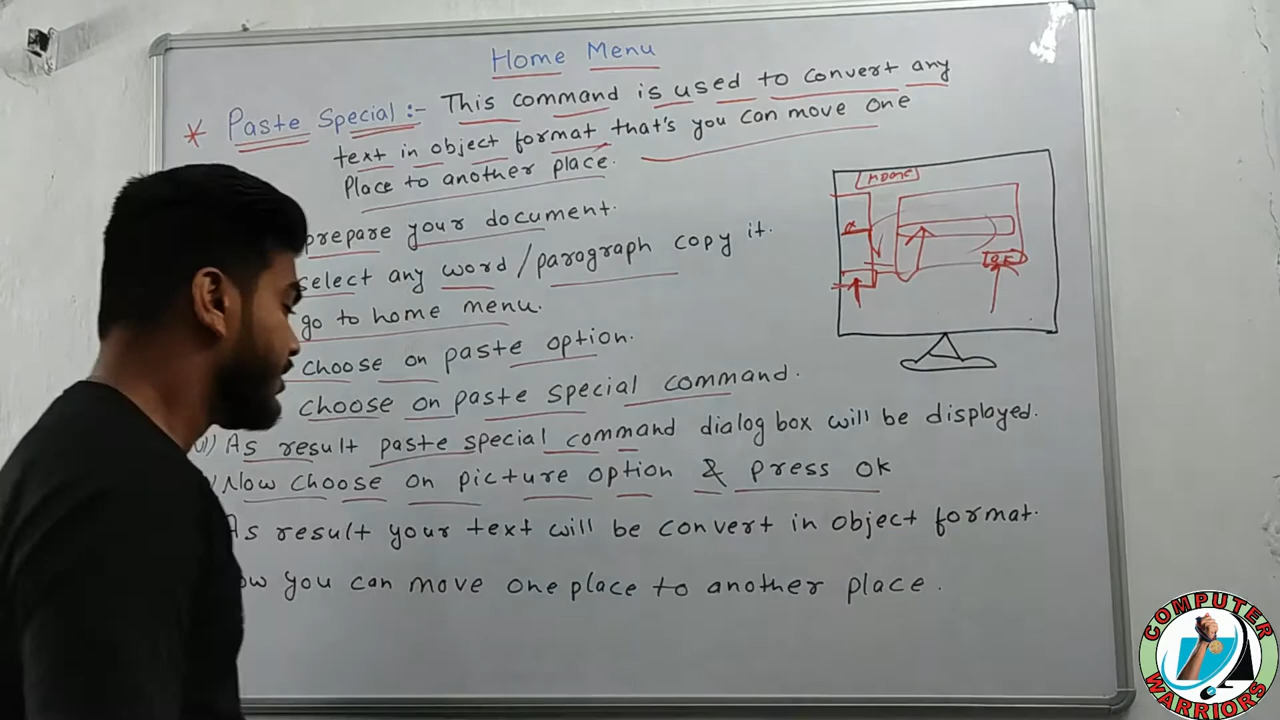 Home Menu
* Paste Special :- This command is used to convert any
text in object format that's you can move one
place to another place.
prepare your document.
select any word / paragraph copy it.
go to home menu.
choose on paste option.
choose on paste special command.
vi) As result paste special command dialog box will be displayed.
) Now choose on picture option & press ok
As result your text will be convert in object format.
ow you can move one place to another place.
HOME
OK
COMPUTER
WARRIORS